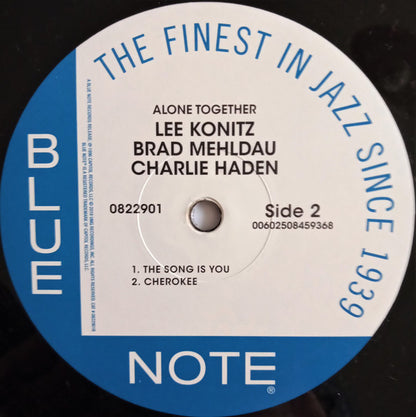 THE FINEST IN JAZZ SINCE 1939
ALONE TOGETHER
LEE KONITZ
BRAD MEHLDAU
CHARLIE HADEN
0822901
Side 2
00602508459368
1. THE SONG IS YOU
2. CHEROKEE
BLUE
NOTE
®